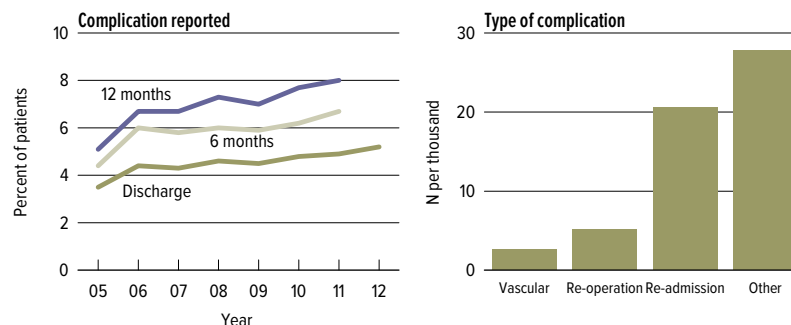 Complication reported
10
8
6
4
2
0
Percent of patients
12 months
6 months
Discharge
05 06 07 08 09 10 11 12
Year
Type of complication
30
20
10
0
N per thousand
Vascular Re-operation Re-admission Other